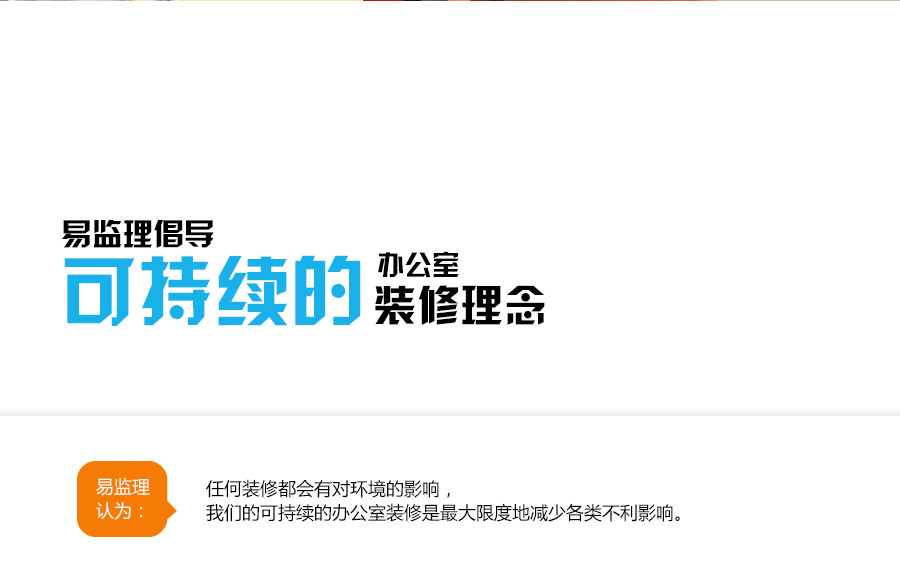 易监理倡导
可持续的
办公室
装修理念
易监理
认为：
任何装修都会有对环境的影响，
我们的可持续的办公室装修是最大限度地减少各类不利影响。